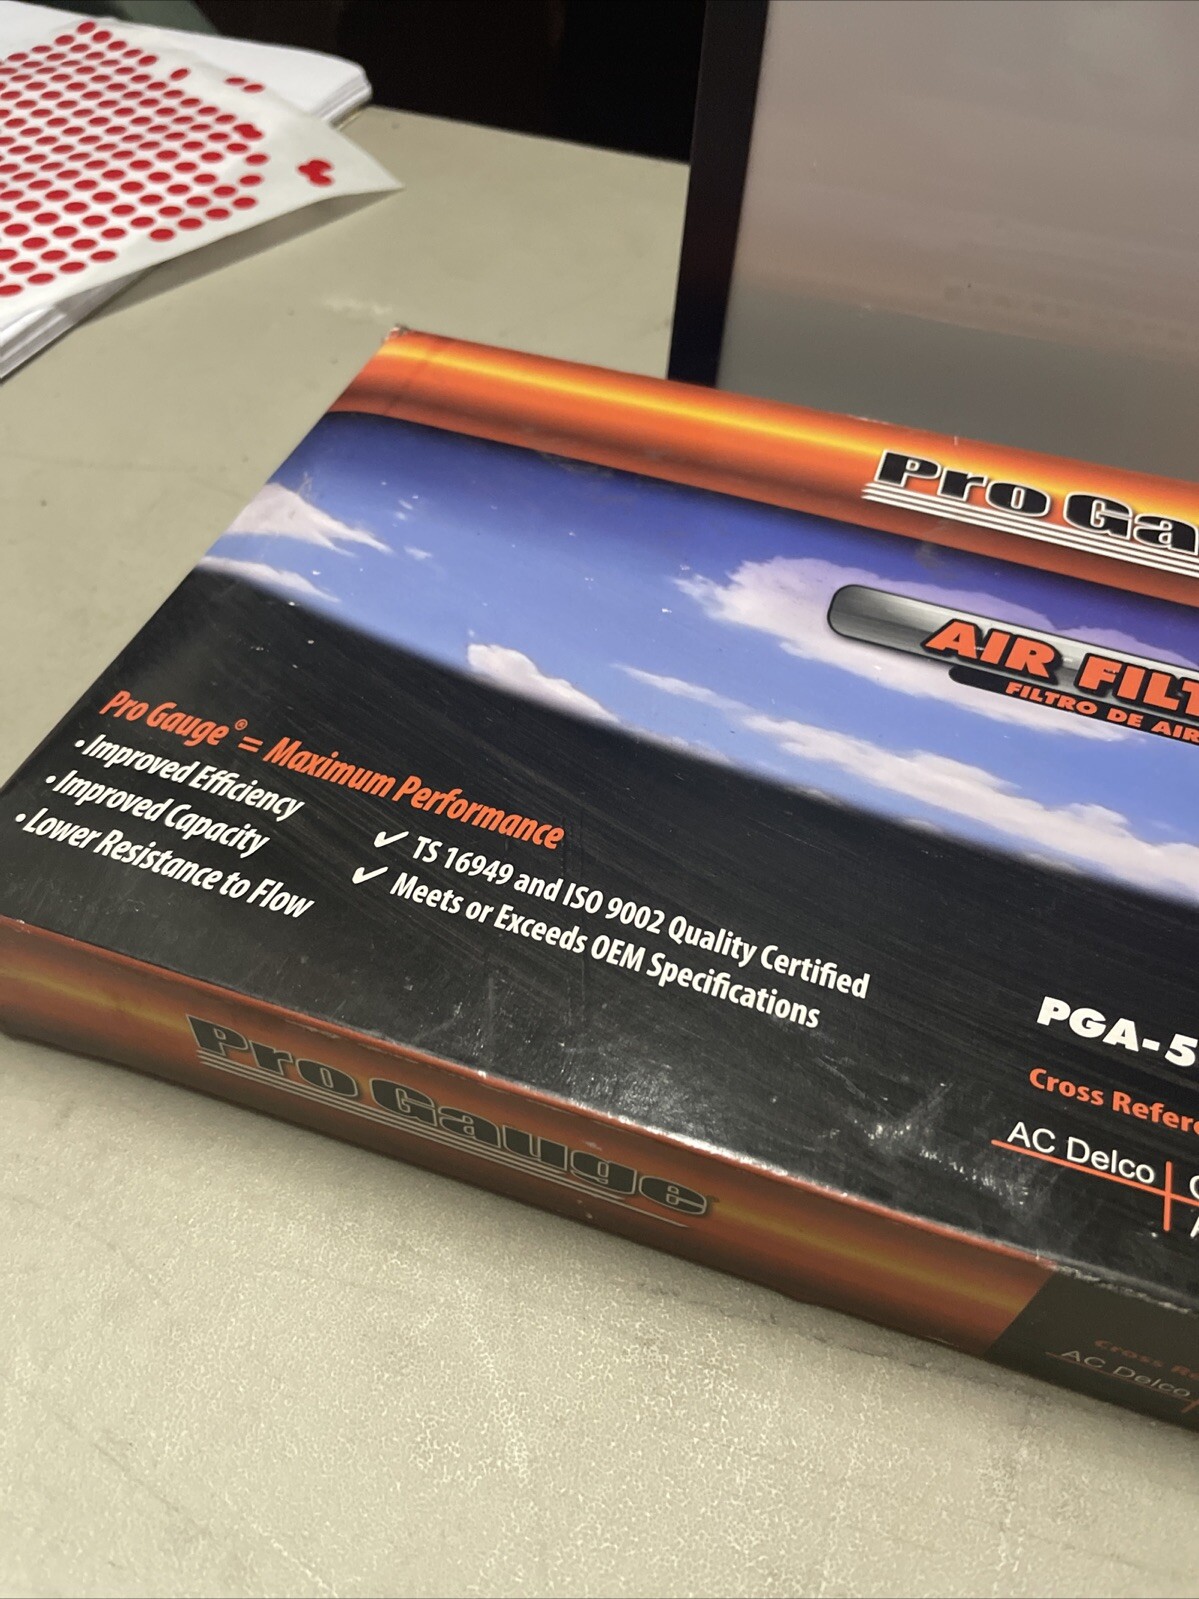 Pro Ga
AIR FILT
FILTRO DE AIR
Pro Gauge® = Maximum Performance
• Improved Efficiency
• Improved Capacity
• Lower Resistance to Flow
✓ TS 16949 and ISO 9002 Quality Certified
✓ Meets or Exceeds OEM Specifications
PGA-5
Cross Refere
AC Delco
Pro Gauge
Cross Re
AC Delco